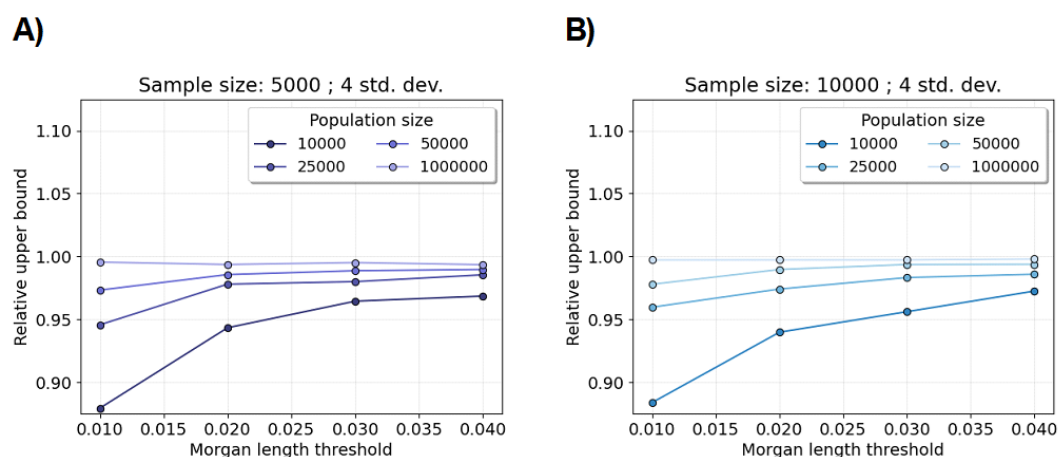 A)
Sample size: 5000 ; 4 std. dev.
Population size
10000 50000
25000 1000000
Relative upper bound
1.10
1.05
1.00
0.95
0.90
0.010 0.015 0.020 0.025 0.030 0.035 0.040
Morgan length threshold
B)
Sample size: 10000 ; 4 std. dev.
Population size
10000 50000
25000 1000000
Relative upper bound
1.10
1.05
1.00
0.95
0.90
0.010 0.015 0.020 0.025 0.030 0.035 0.040
Morgan length threshold